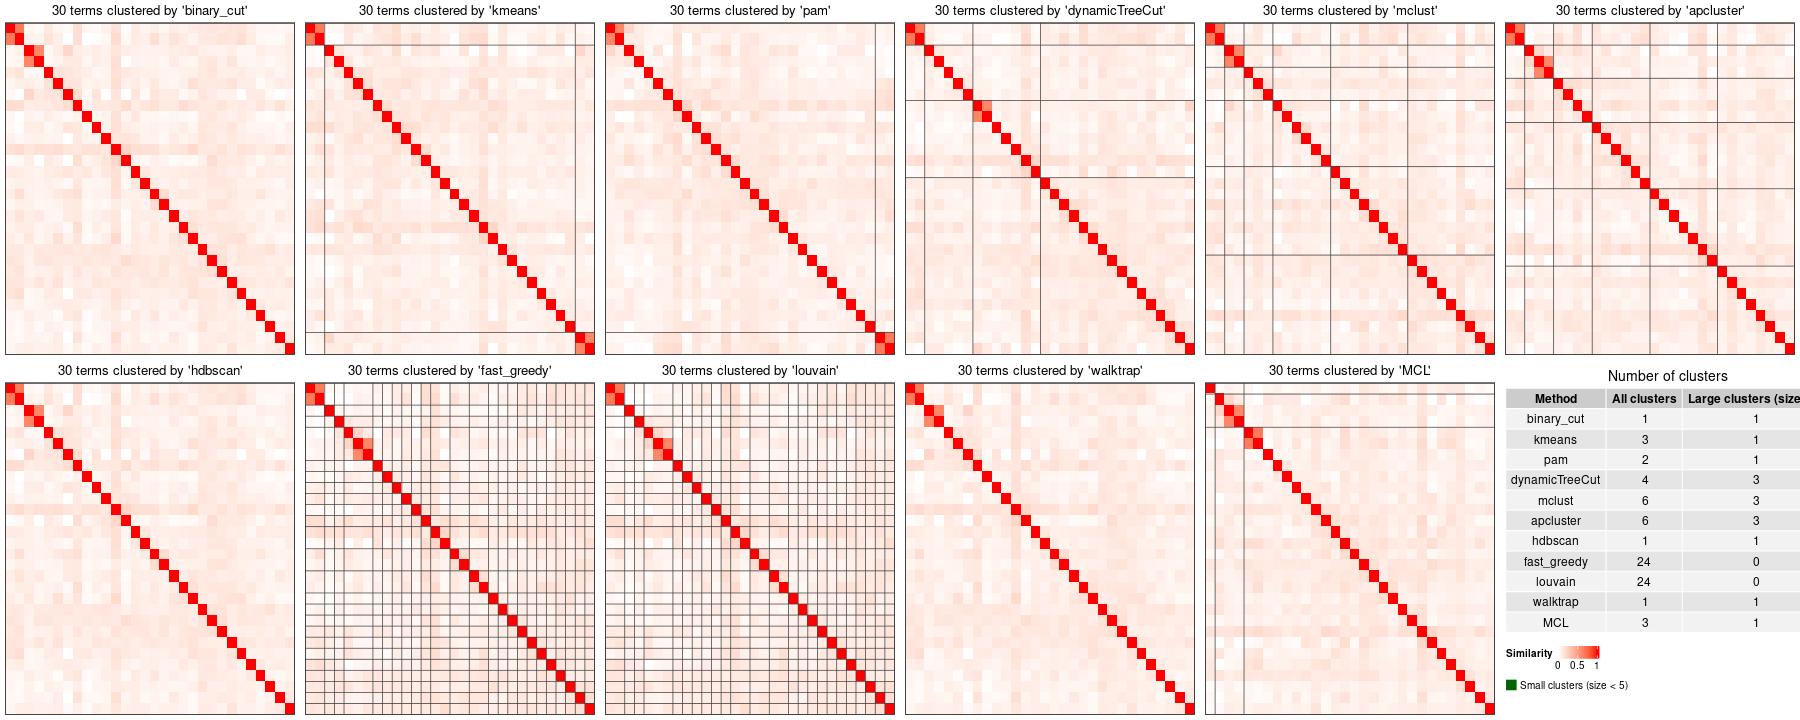 30 terms clustered by 'binary_cut'
30 terms clustered by 'kmeans'
30 terms clustered by 'pam'
30 terms clustered by 'dynamicTreeCut'
30 terms clustered by 'mclust'
30 terms clustered by 'apcluster'
30 terms clustered by 'hdbscan'
30 terms clustered by 'fast_greedy'
30 terms clustered by 'louvain'
30 terms clustered by 'walktrap'
30 terms clustered by 'MCL'
Number of clusters
Method All clusters Large clusters (size
binary_cut 1 1
kmeans 3 1
pam 2 1
dynamicTreeCut 4 3
mclust 6 3
apcluster 6 3
hdbscan 1 1
fast_greedy 24 0
louvain 24 0
walktrap 1 1
MCL 3 1
Similarity
0 0.5 1
Small clusters (size < 5)